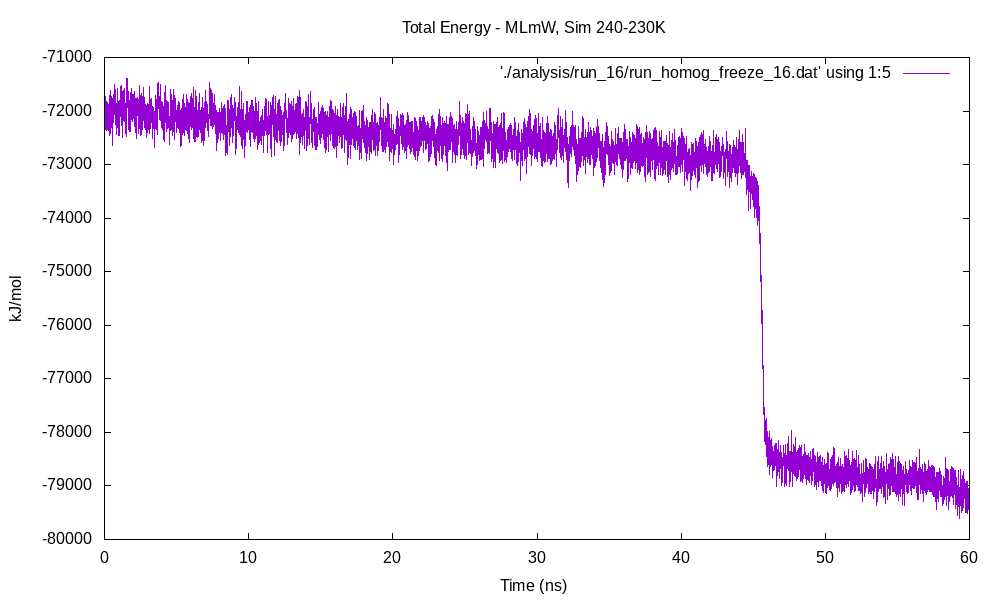 Total Energy - MLmW, Sim 240-230K
'./analysis/run_16/run_homog_freeze_16.dat' using 1:5
-71000
-72000
-73000
-74000
-75000
-76000
-77000
-78000
-79000
-80000
kJ/mol
0 10 20 30 40 50 60
Time (ns)